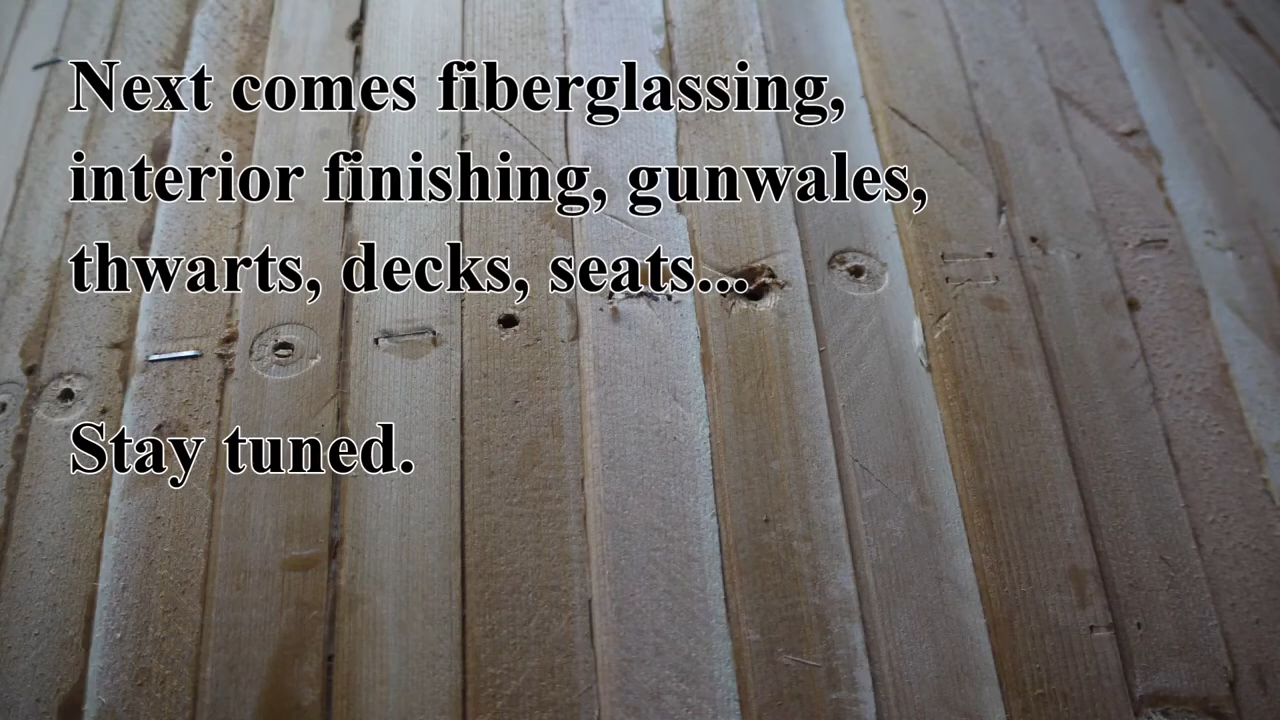 Next comes fiberglassing,
interior finishing, gunwales,
thwarts, decks, seats...
Stay tuned.